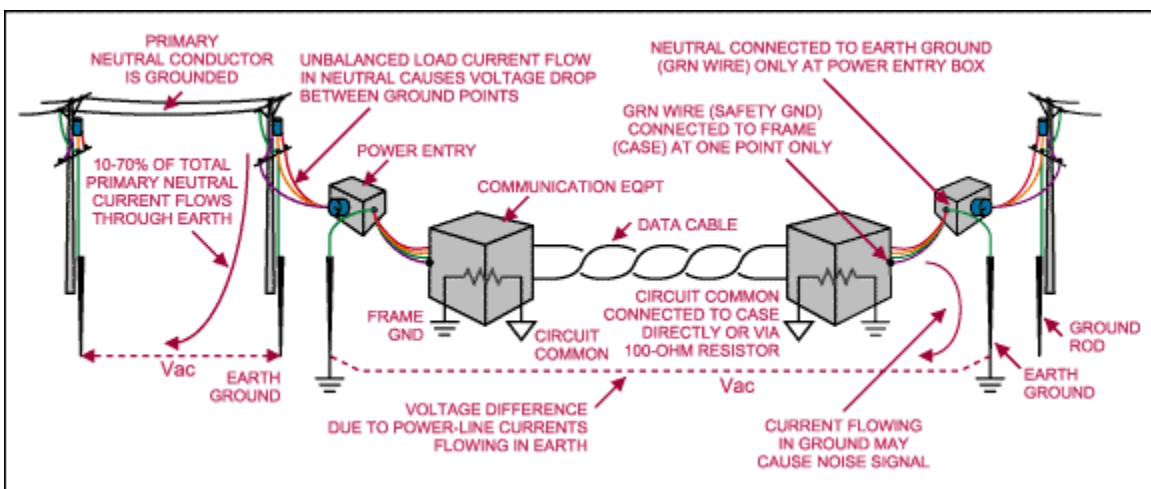 PRIMARY
NEUTRAL CONDUCTOR
IS GROUNDED
UNBALANCED LOAD CURRENT FLOW
IN NEUTRAL CAUSES VOLTAGE DROP
BETWEEN GROUND POINTS
NEUTRAL CONNECTED TO EARTH GROUND
(GRN WIRE) ONLY AT POWER ENTRY BOX
GRN WIRE (SAFETY GND)
CONNECTED TO FRAME
(CASE) AT ONE POINT ONLY
10-70% OF TOTAL
PRIMARY NEUTRAL
CURRENT FLOWS
THROUGH EARTH
POWER ENTRY
COMMUNICATION EQPT
DATA CABLE
FRAME
GND
CIRCUIT
COMMON
CIRCUIT COMMON
CONNECTED TO CASE
DIRECTLY OR VIA
100-OHM RESISTOR
GROUND
ROD
Vac
EARTH
GROUND
Vac
EARTH
GROUND
VOLTAGE DIFFERENCE
DUE TO POWER-LINE CURRENTS
FLOWING IN EARTH
CURRENT FLOWING
IN GROUND MAY
CAUSE NOISE SIGNAL